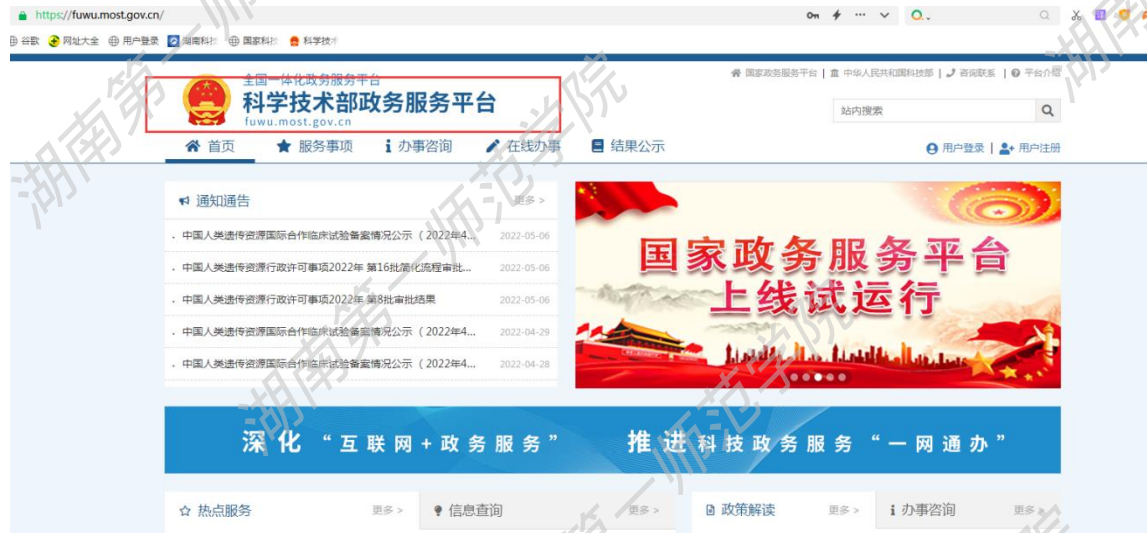 https://fuwu.most.gov.cn/
谷歌 网址大全 用户登录 湖南科技 国家科技 科学技术
国家政务服务平台 | 中华人民共和国科技部 | 咨询联系 | 平台介绍
全国一体化政务服务平台
科学技术部政务服务平台
fuwu.most.gov.cn
站内搜索
首页 服务事项 办事咨询 在线办事 结果公示
用户登录 | 用户注册
通知通告 更多 >
中国人类遗传资源国际合作临床试验备案情况公示(2022年4... 2022-05-06
中国人类遗传资源行政许可事项2022年 第16批简化流程审批... 2022-05-06
中国人类遗传资源行政许可事项2022年 第8批审批结果 2022-05-06
中国人类遗传资源国际合作临床试验备案情况公示(2022年4... 2022-04-29
中国人类遗传资源国际合作临床试验备案情况公示(2022年4... 2022-04-28
国家政务服务平台
上线试运行
深化“互联网+政务服务” 推进科技政务服务“一网通办”
热点服务 更多 > 信息查询 更多 > 政策解读 更多 > 办事咨询 更多 >
湖南第一师范学院